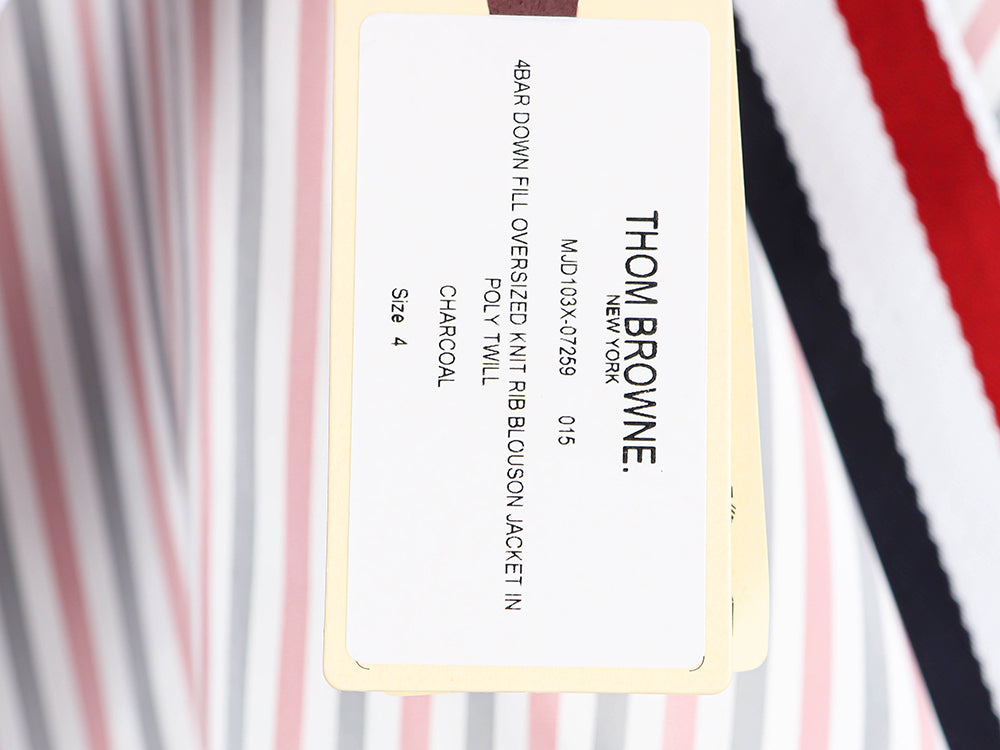 THOM BROWNE.
NEW YORK
MJD103X-07259 015
4BAR DOWN FILL OVERSIZED KNIT RIB BLOUSON JACKET IN
POLY TWILL
CHARCOAL
Size 4